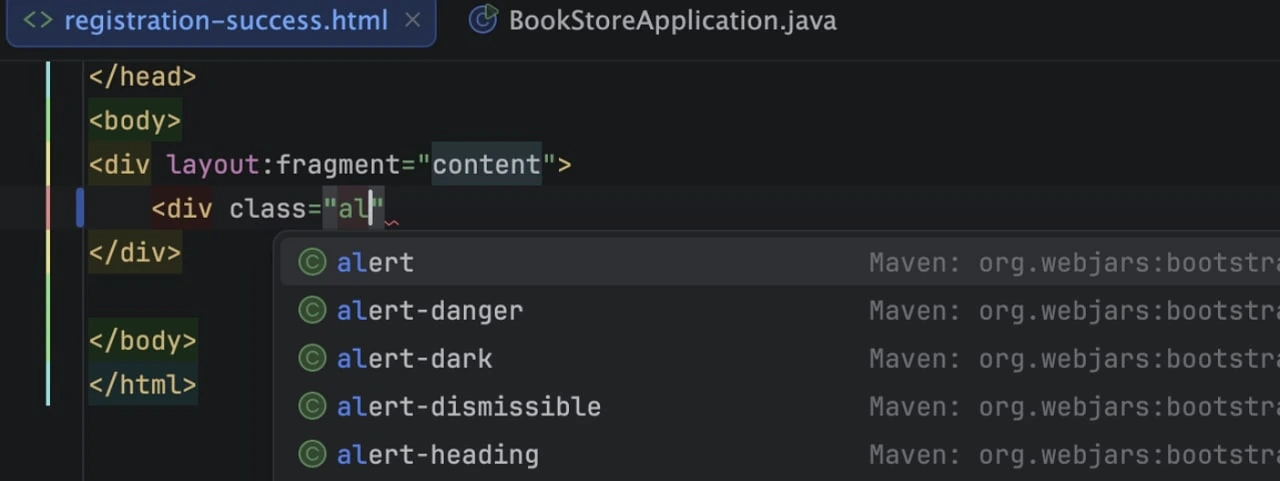 registration-success.html × BookStoreApplication.java
</head>
<body>
<div layout:fragment="content">
<div class="al"
</div>
alert Maven: org.webjars:bootstra
alert-danger Maven: org.webjars:bootstra
</body>
alert-dark Maven: org.webjars:bootstra
</html>
alert-dismissible Maven: org.webjars:bootstra
alert-heading Maven: org.webjars:bootstra